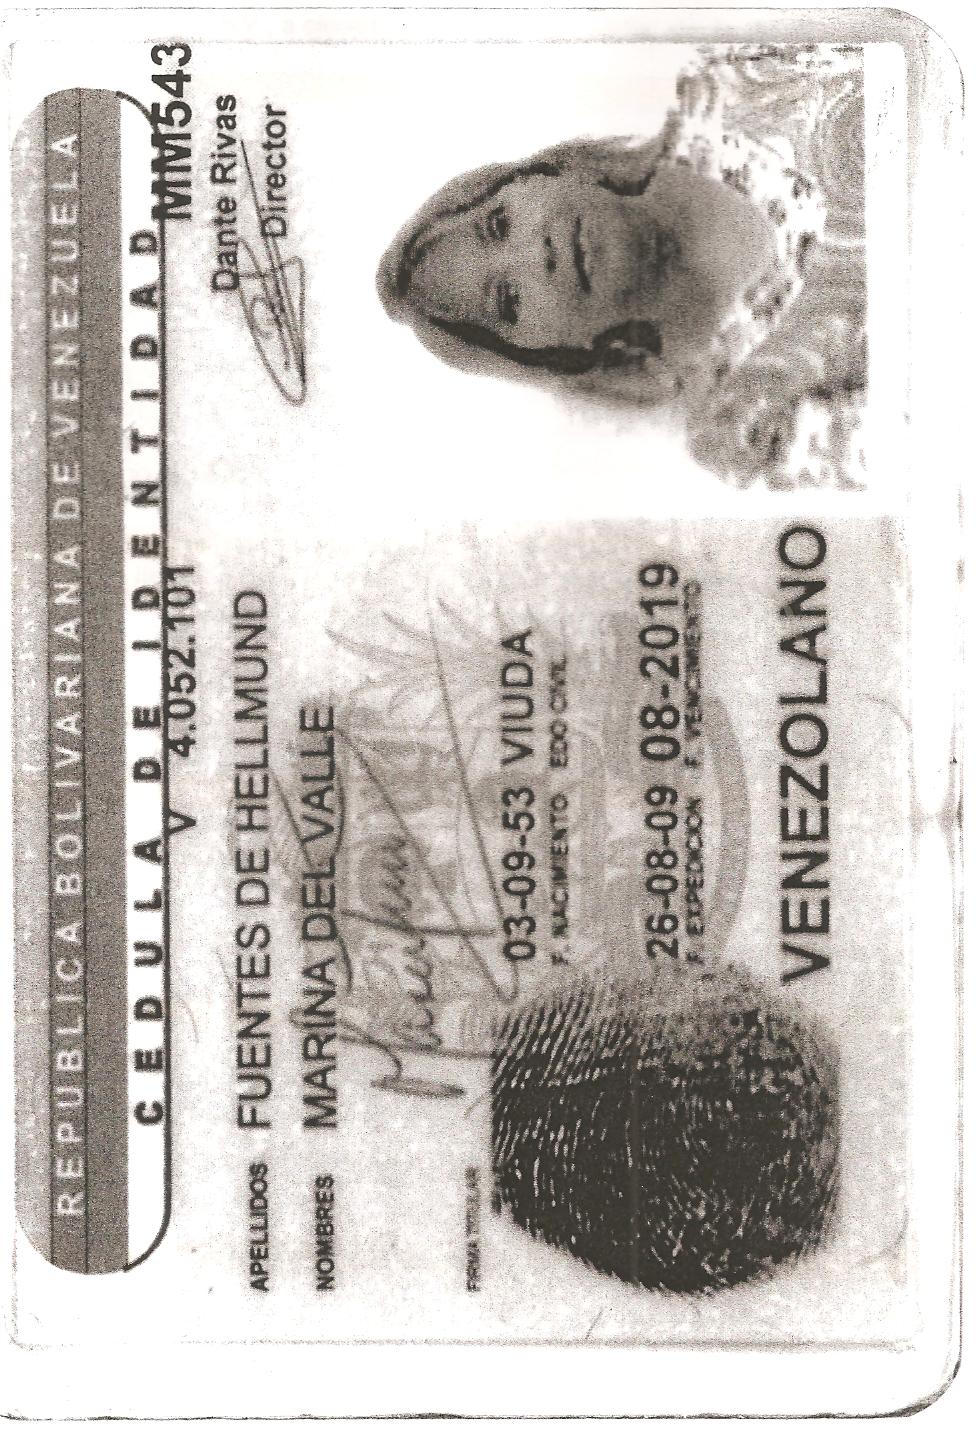 REPUBLICA BOLIVARIANA DE VENEZUELA
CEDULA DE IDENTIDAD
V 4.052.101
MM543
Dante Rivas
Director
APELLIDOS FUENTES DE HELLMUND
NOMBRES MARINA DEL VALLE
FIRMA TITULAR
03-09-53 VIUDA
F. NACIMIENTO EDO CIVIL
26-08-09 08-2019
F. EXPEDICION F. VENCIMIENTO
VENEZOLANO